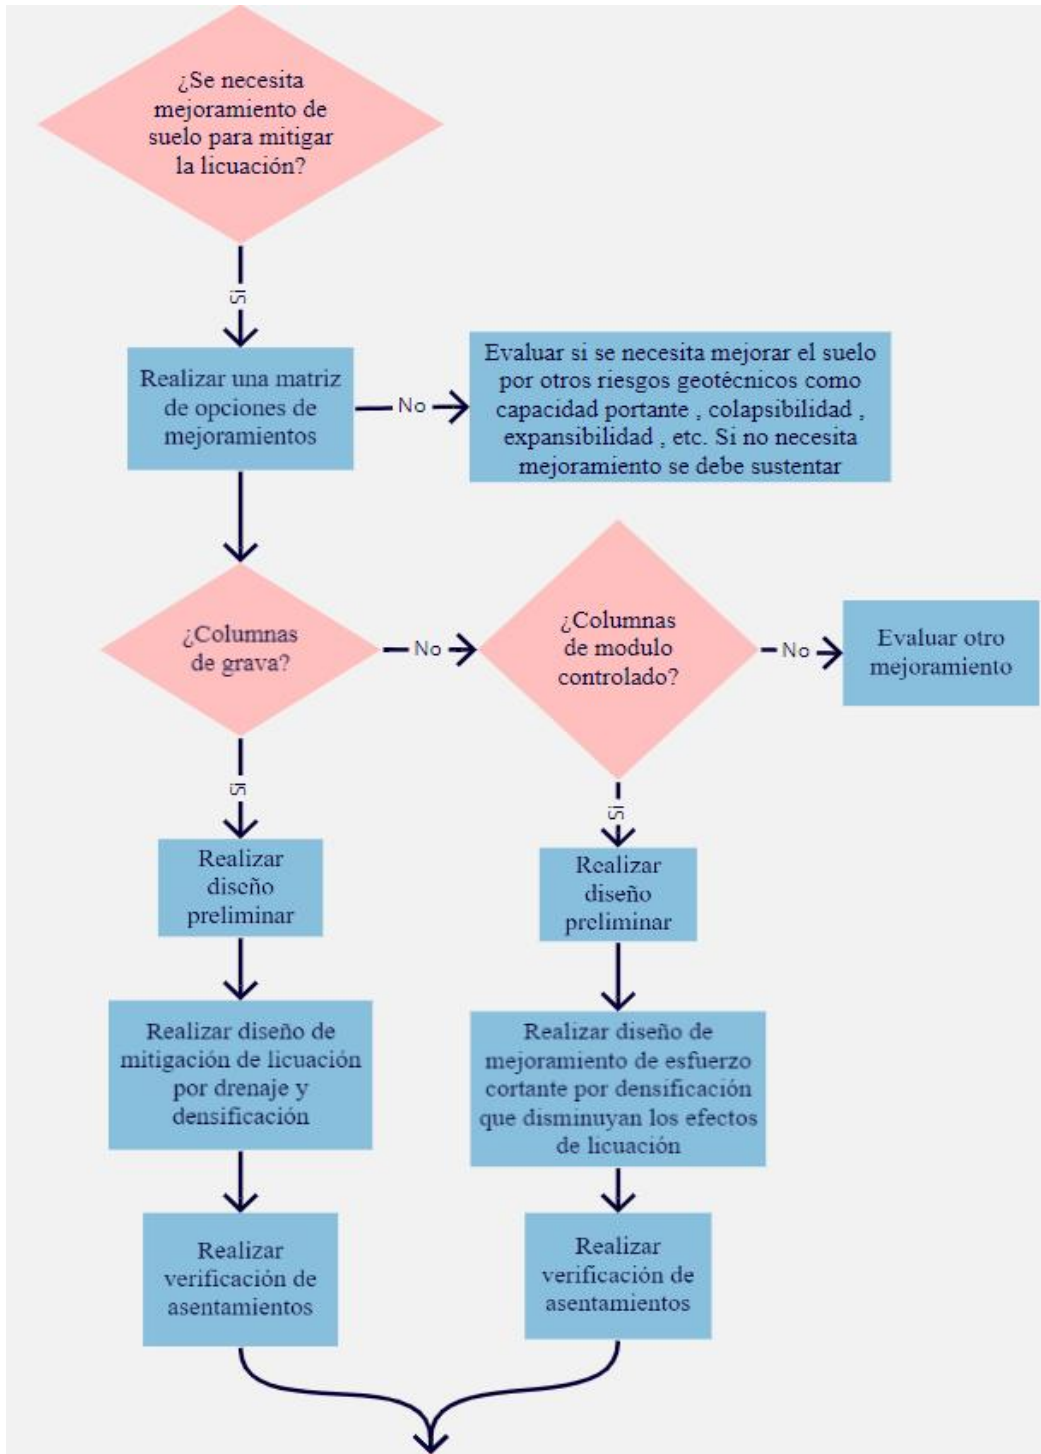 ¿Se necesita
mejoramiento de
suelo para mitigar
la licuación?
Si
Realizar una matriz
de opciones de
mejoramientos
No
Evaluar si se necesita mejorar el suelo
por otros riesgos geotécnicos como
capacidad portante , colapsibilidad ,
expansibilidad , etc. Si no necesita
mejoramiento se debe sustentar
¿Columnas
de grava?
No
¿Columnas
de modulo
controlado?
No
Evaluar otro
mejoramiento
Si
Realizar
diseño
preliminar
Si
Realizar
diseño
preliminar
Realizar diseño de
mitigación de licuación
por drenaje y
densificación
Realizar diseño de
mejoramiento de esfuerzo
cortante por densificación
que disminuyan los efectos
de licuación
Realizar
verificación de
asentamientos
Realizar
verificación de
asentamientos